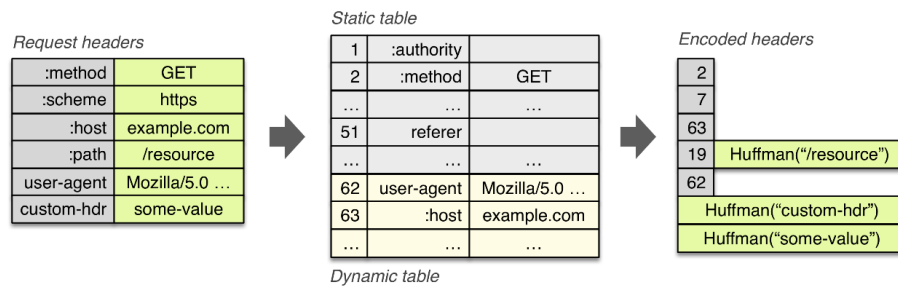 Request headers
:method GET
:scheme https
:host example.com
:path /resource
user-agent Mozilla/5.0 ...
custom-hdr some-value
Static table
1 :authority
2 :method GET
... ... ...
51 referer
... ... ...
62 user-agent Mozilla/5.0 ...
63 :host example.com
... ... ...
Dynamic table
Encoded headers
2
7
63
19 Huffman(“/resource”)
62
Huffman(“custom-hdr”)
Huffman(“some-value”)